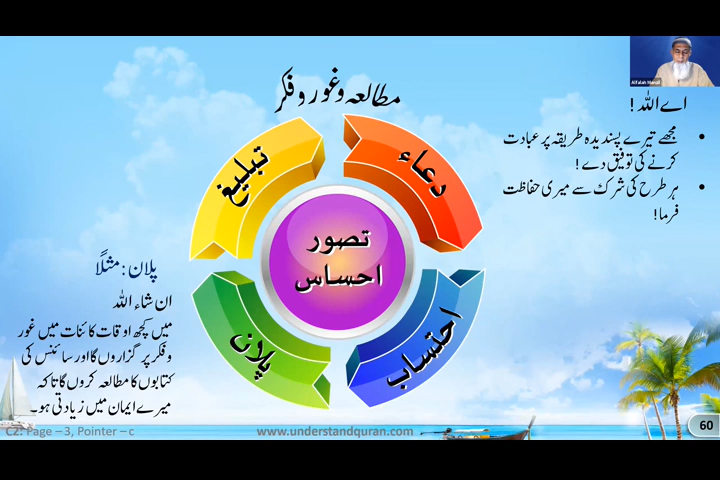 Alfalah Murad
مطالعہ وغور وفکر
اے اللہ!
• مجھے تیرے پسندیدہ طریقہ پر عبادت
کرنے کی توفیق دے!
• ہر طرح کی شرک سے میری حفاظت
فرما!
دعاء
تبلیغ
تصور
احساس
احتساب
پلان
پلان: مثلاً
ان شاء اللہ
میں کچھ اوقات کائنات میں غور
وفکر پر گزاروں گا اور سائنس کی
کتابوں کا مطالعہ کروں گا تاکہ
میرے ایمان میں زیادتی ہو۔
C2: Page – 3, Pointer – c
www.understandquran.com
60